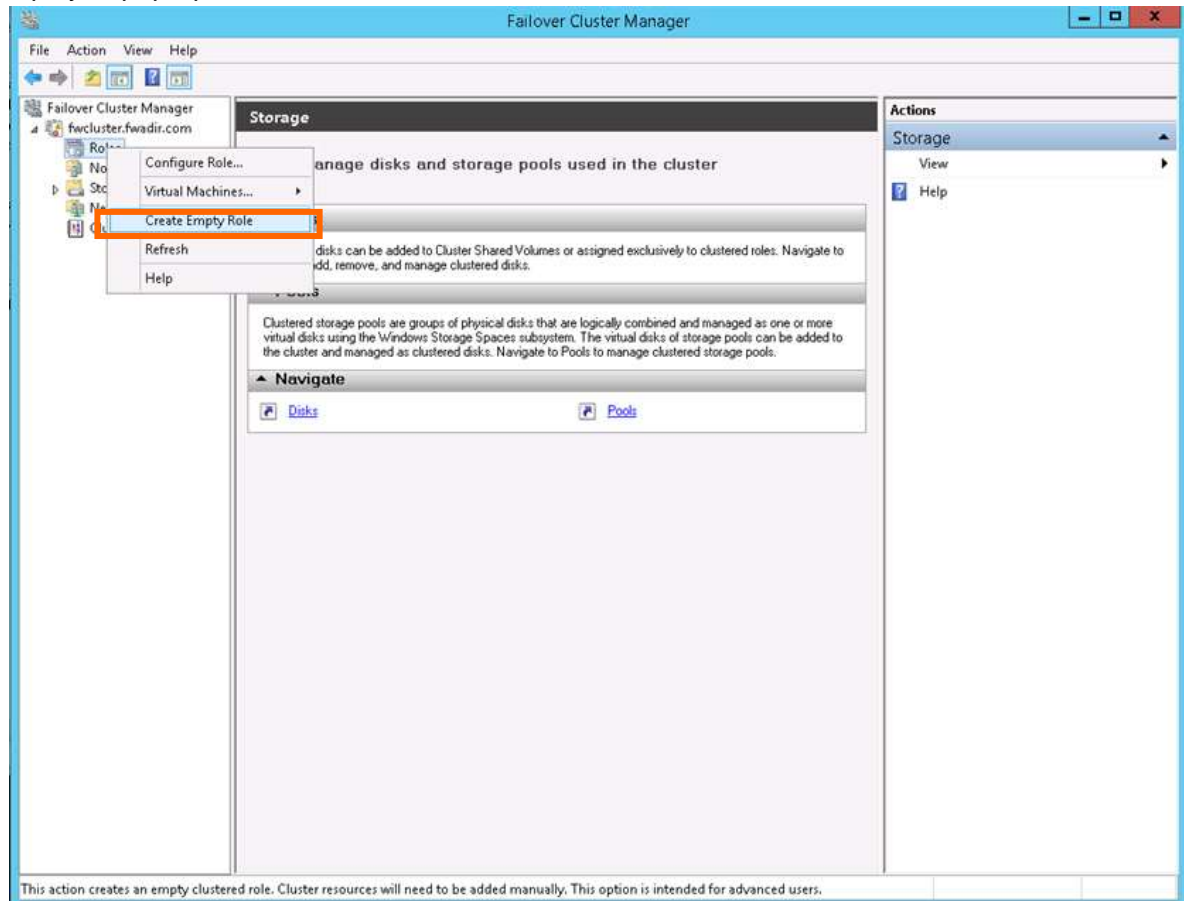 Failover Cluster Manager
File Action View Help
Failover Cluster Manager
fwcluster.fwadir.com
Roles
No
Sto
Ne
Configure Role...
Virtual Machines...
Create Empty Role
Refresh
Help
Storage
anage disks and storage pools used in the cluster
disks can be added to Cluster Shared Volumes or assigned exclusively to clustered roles. Navigate to
dd, remove, and manage clustered disks.
Clustered storage pools are groups of physical disks that are logically combined and managed as one or more
virtual disks using the Windows Storage Spaces subsystem. The virtual disks of storage pools can be added to
the cluster and managed as clustered disks. Navigate to Pools to manage clustered storage pools.
Navigate
Disks
Pools
Actions
Storage
View
Help
This action creates an empty clustered role. Cluster resources will need to be added manually. This option is intended for advanced users.